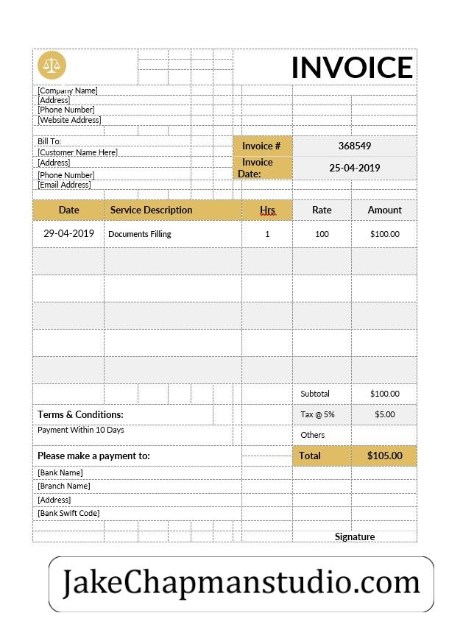 INVOICE
[Company Name]
[Address]
[Phone Number]
[Website Address]
Bill To:
[Customer Name Here]
[Address]
[Phone Number]
[Email Address]
Invoice # 368549
Invoice
Date: 25-04-2019
Date Service Description Hrs Rate Amount
29-04-2019 Documents Filling 1 100 $100.00
Subtotal $100.00
Terms & Conditions: Tax @ 5% $5.00
Payment Within 10 Days
Others
Please make a payment to: Total $105.00
[Bank Name]
[Branch Name]
[Address]
[Bank Swift Code]
Signature
JakeChapmanstudio.com